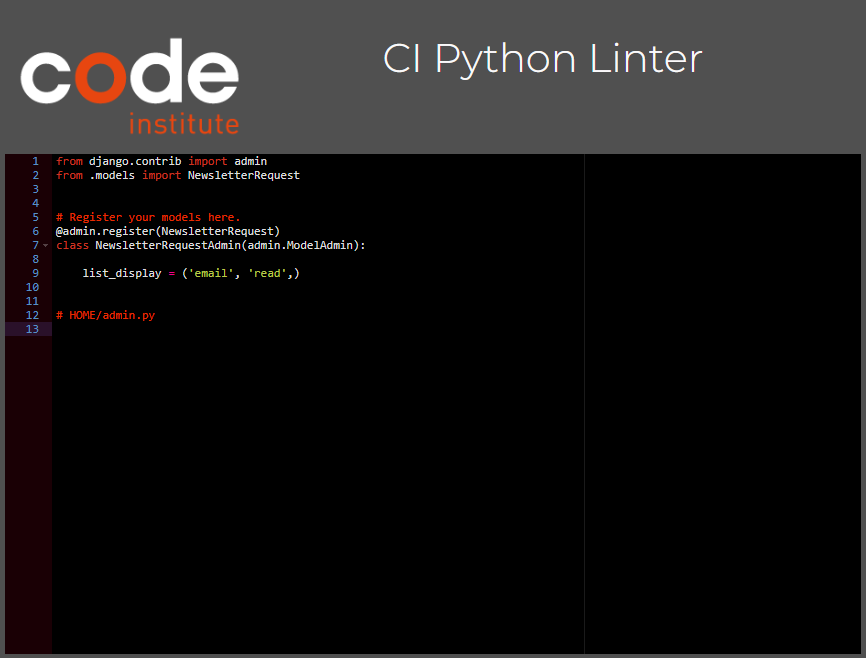 code
institute
CI Python Linter
1 from django.contrib import admin
2 from .models import NewsletterRequest
3
4
5 # Register your models here.
6 @admin.register(NewsletterRequest)
7 class NewsletterRequestAdmin(admin.ModelAdmin):
8
9     list_display = ('email', 'read',)
10
11
12 # HOME/admin.py
13